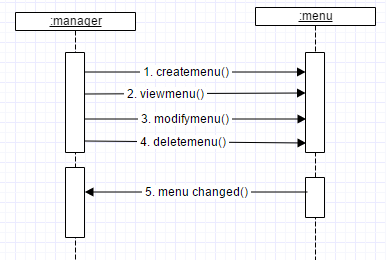 :manager
:menu
1. createmenu()
2. viewmenu()
3. modifymenu()
4. deletemenu()
5. menu changed()